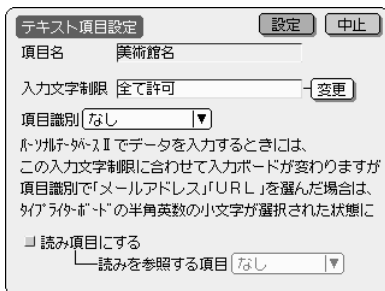 テキスト項目設定 設定 中止
項目名 美術館名
入力文字制限 全て許可 変更
項目識別 なし ▼
ﾊﾟｰｿﾅﾙﾃﾞｰﾀﾍﾞｰｽⅡでデータを入力するときには、
この入力文字制限に合わせて入力ボードが変わりますが
項目識別で「メールアドレス」「ＵＲＬ」を選んだ場合は、
ﾀｲﾌﾟﾗｲﾀｰﾎﾞｰﾄﾞの半角英数の小文字が選択された状態に
読み項目にする
読みを参照する項目 なし ▼